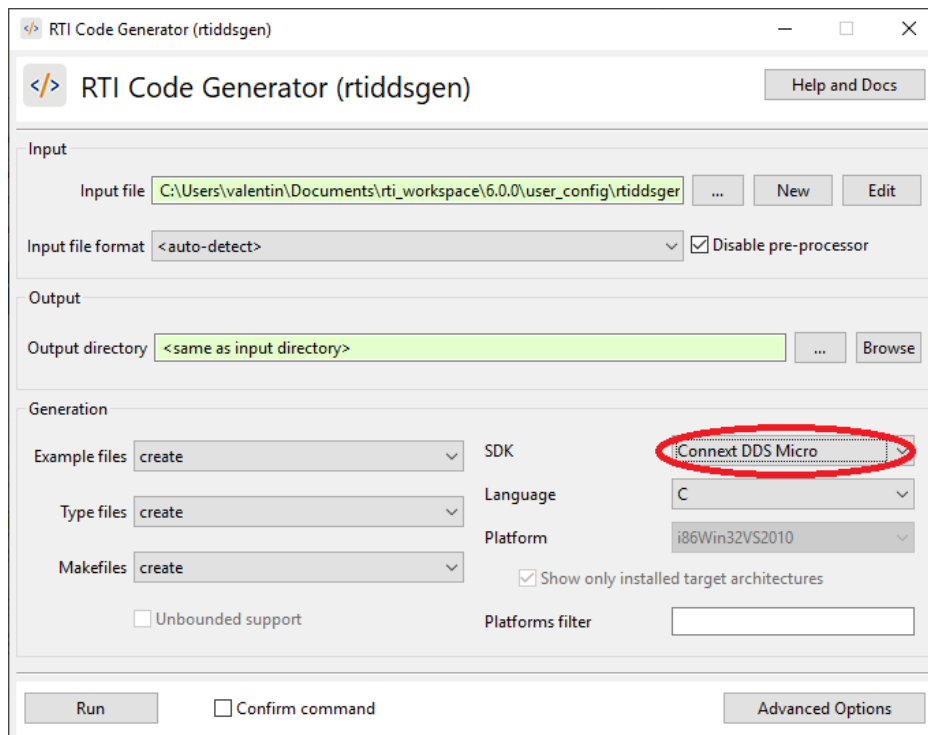 RTI Code Generator (rtiddsgen)
RTI Code Generator (rtiddsgen)
Help and Docs
Input
Input file C:\Users\valentin\Documents\rti_workspace\6.0.0\user_config\rtiddsger ... New Edit
Input file format <auto-detect> Disable pre-processor
Output
Output directory <same as input directory> ... Browse
Generation
Example files create
Type files create
Makefiles create
Unbounded support
SDK Connext DDS Micro
Language C
Platform i86Win32VS2010
Show only installed target architectures
Platforms filter
Run Confirm command Advanced Options